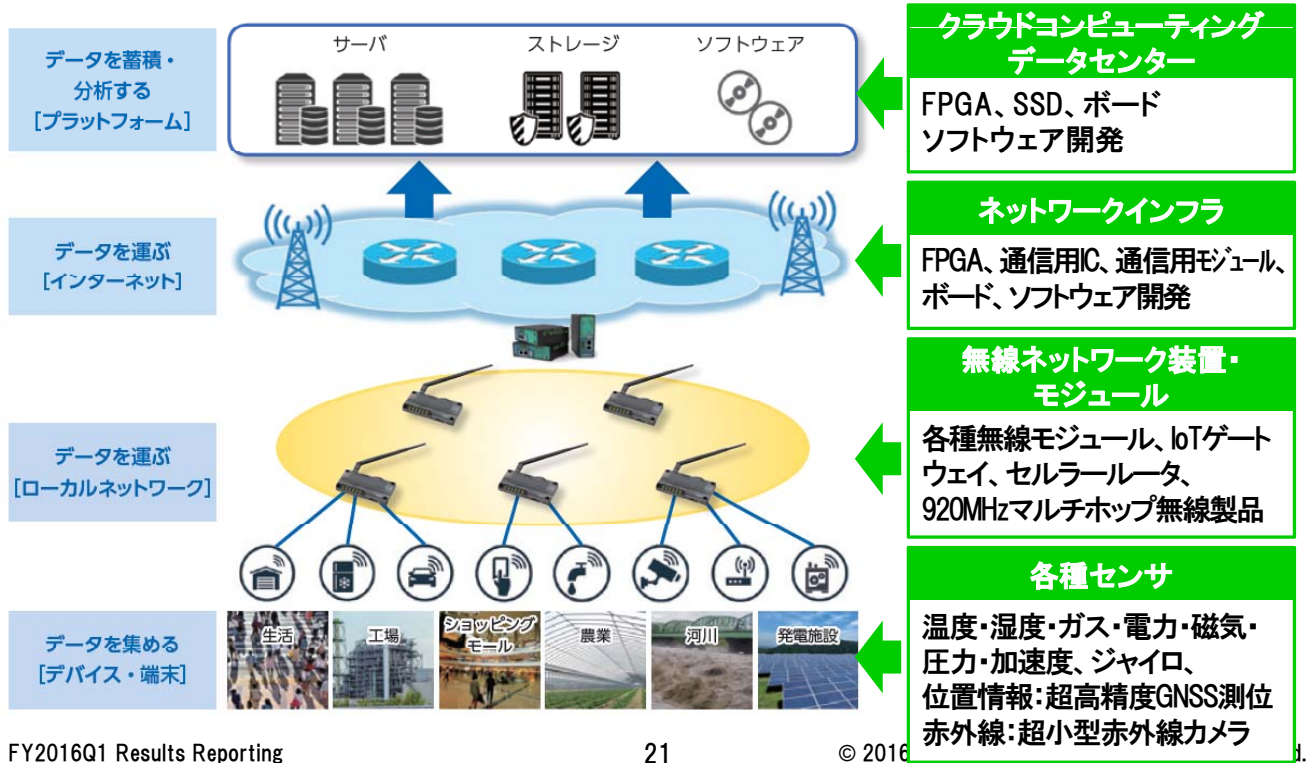 データを蓄積・
分析する
[プラットフォーム]
サーバ
ストレージ
ソフトウェア
クラウドコンピューティング
データセンター
FPGA、SSD、ボード
ソフトウェア開発
データを運ぶ
[インターネット]
ネットワークインフラ
FPGA、通信用IC、通信用ﾓｼﾞｭｰﾙ、
ボード、ソフトウェア開発
データを運ぶ
[ローカルネットワーク]
無線ネットワーク装置・
モジュール
各種無線モジュール、IoTゲート
ウェイ、セルラールータ、
920MHzマルチホップ無線製品
データを集める
[デバイス・端末]
生活
工場
ショッピング
モール
農業
河川
発電施設
各種センサ
温度・湿度・ガス・電力・磁気・
圧力・加速度、ジャイロ、
位置情報：超高精度GNSS測位
赤外線：超小型赤外線カメラ
FY2016Q1 Results Reporting
21
© 2016
d.